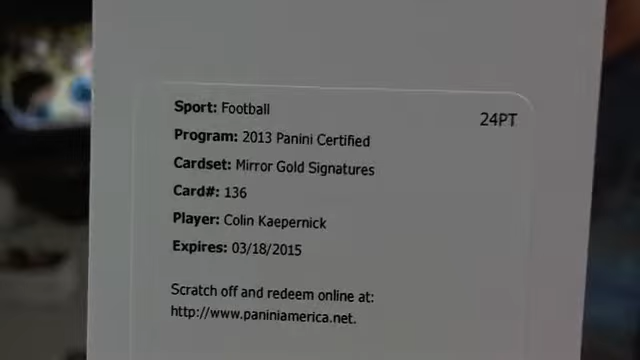 Sport: Football
24PT
Program: 2013 Panini Certified
Cardset: Mirror Gold Signatures
Card#: 136
Player: Colin Kaepernick
Expires: 03/18/2015
Scratch off and redeem online at:
http://www.paniniamerica.net.